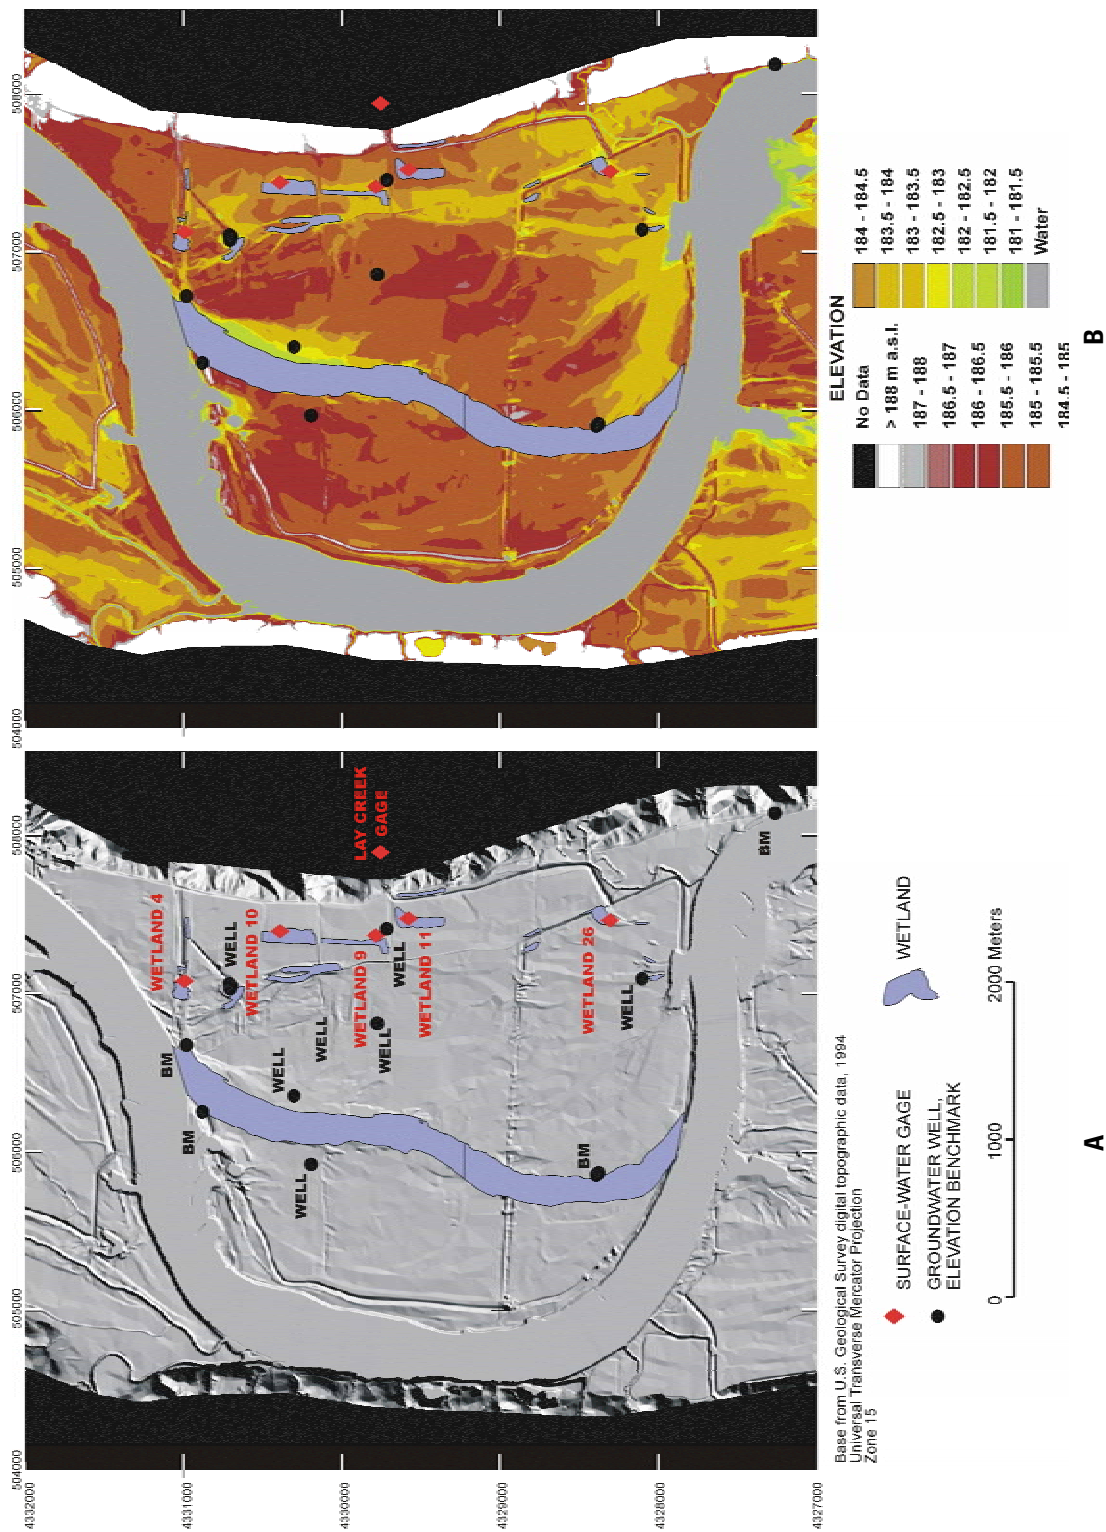 504000
505000
506000
507000
508000
504000
505000
506000
507000
508000
4332000
4331000
4330000
4329000
4328000
4327000
WETLAND 4
BM
BM
WELL
WETLAND 10
WELL
WELL
WELL
LAY CREEK
GAGE
WETLAND 9
WELL
WELL
WETLAND 11
BM
WETLAND 26
WELL
BM
Base from U.S. Geological Survey digital topographic data, 1994
Universal Transverse Mercator Projection
Zone 15
SURFACE-WATER GAGE
GROUNDWATER WELL,
ELEVATION BENCHMARK
WETLAND
0 1000 2000 Meters
A
ELEVATION
No Data
> 188 m a.s.l.
187 - 188
186.5 - 187
186 - 186.5
185.5 - 186
185 - 185.5
184.5 - 185
184 - 184.5
183.5 - 184
183 - 183.5
182.5 - 183
182 - 182.5
181.5 - 182
181 - 181.5
Water
B